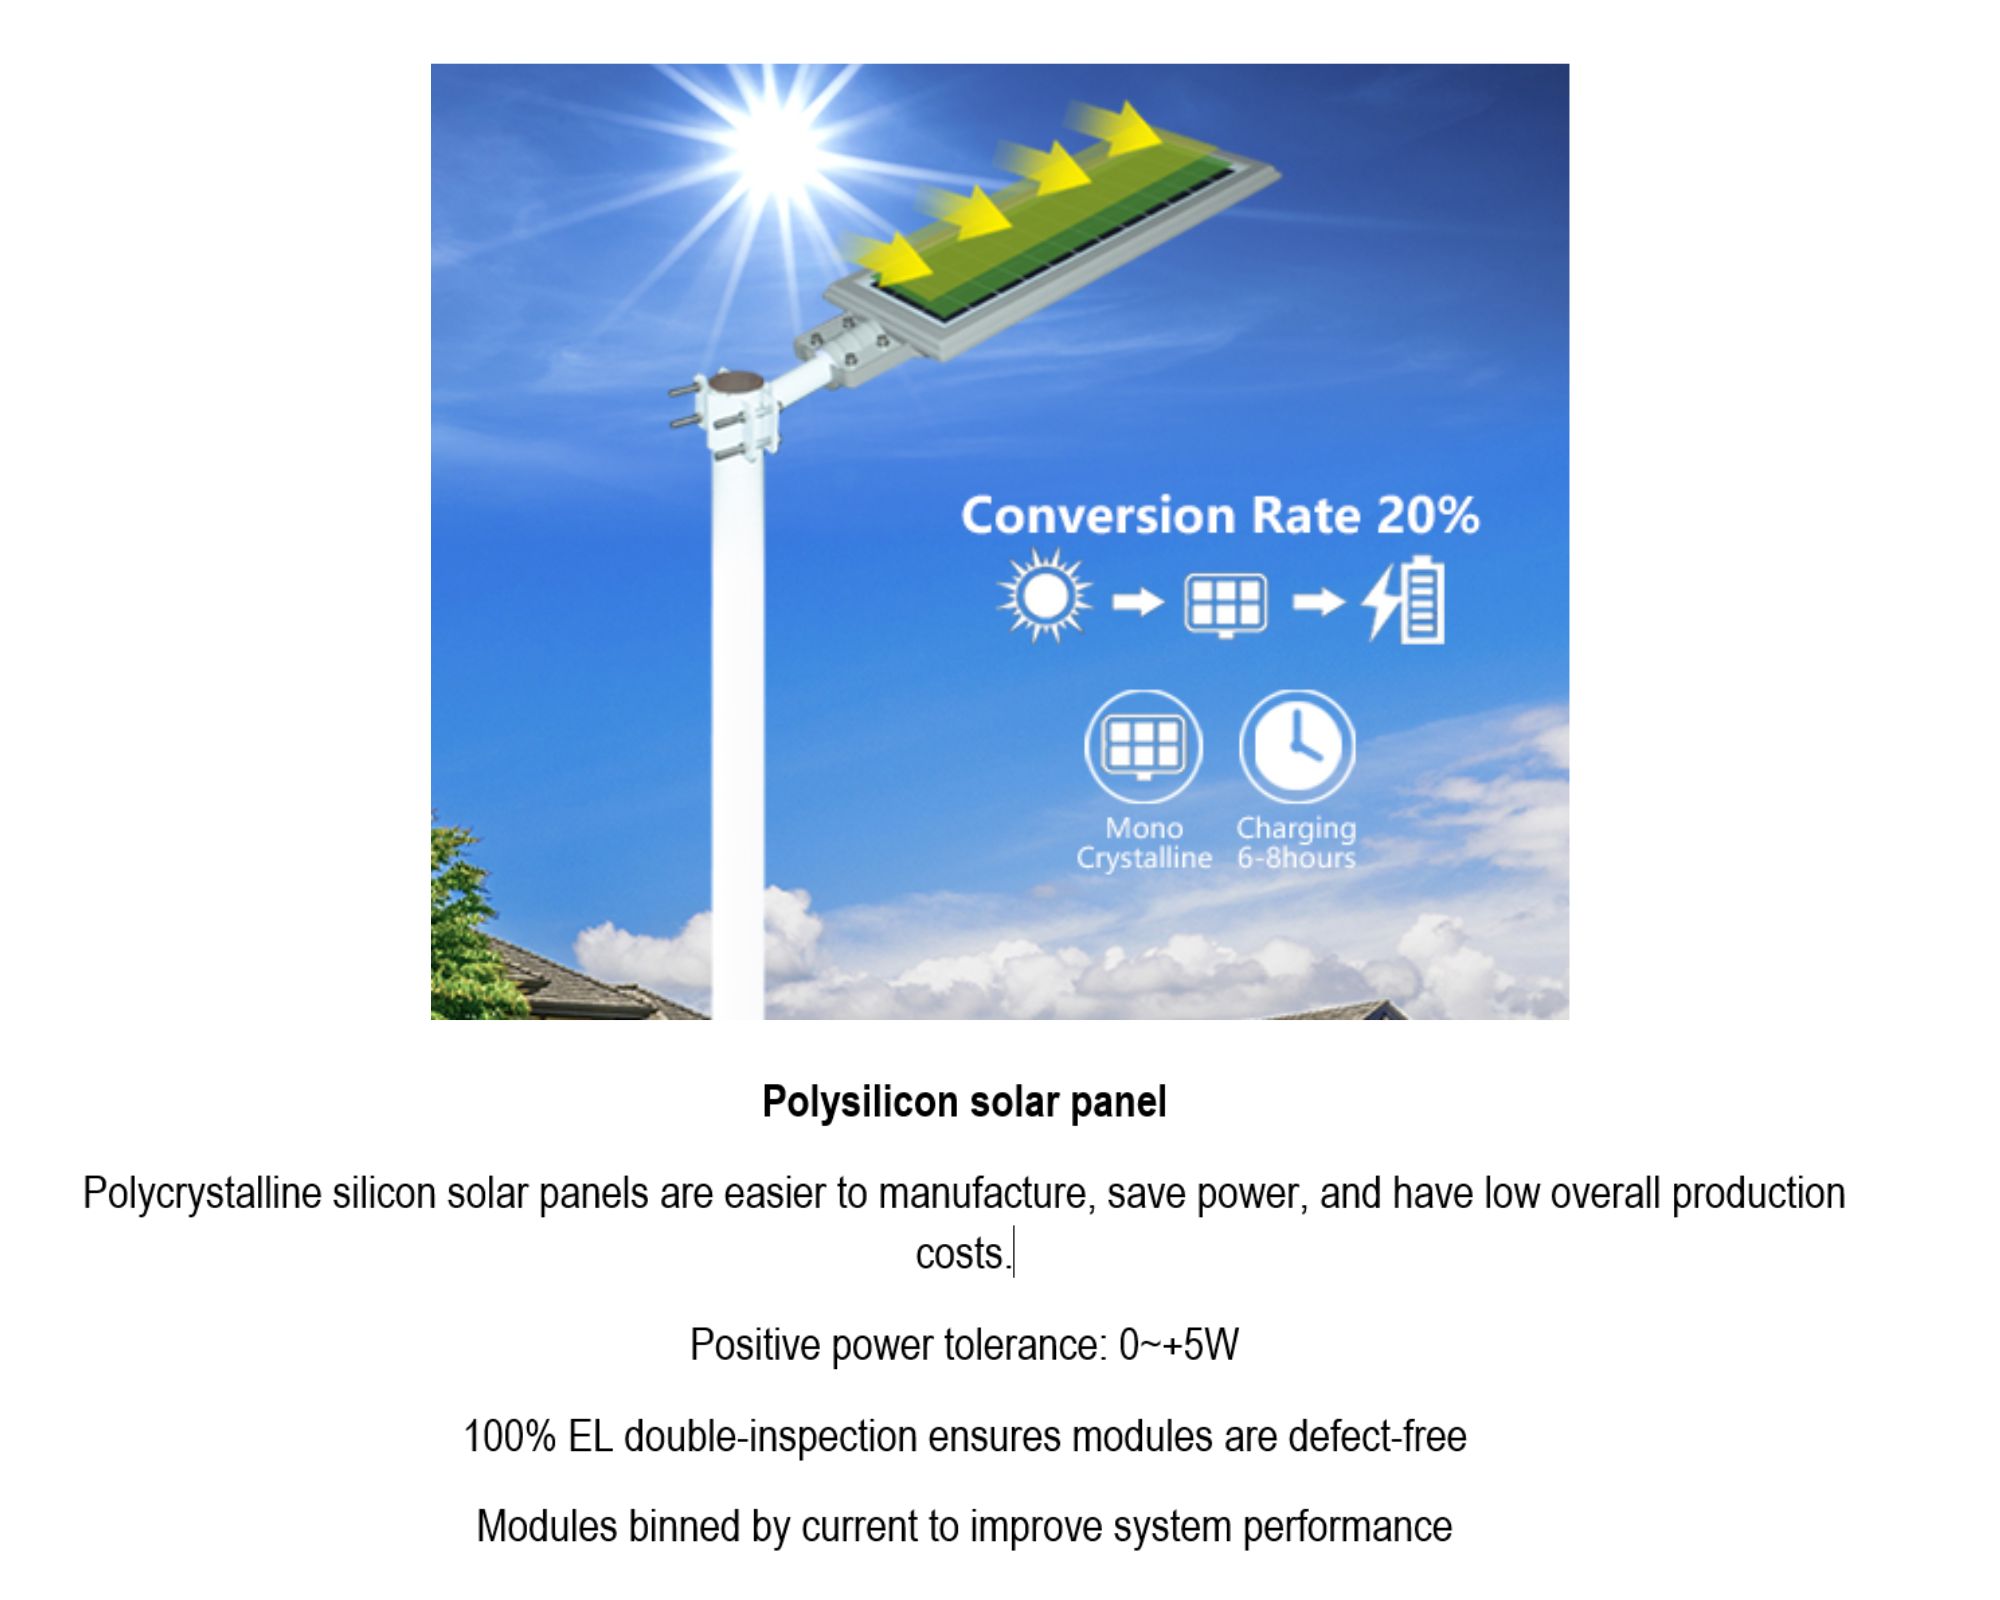 Conversion Rate 20%
Mono Crystalline
Charging 6-8hours
Polysilicon solar panel
Polycrystalline silicon solar panels are easier to manufacture, save power, and have low overall production
costs.
Positive power tolerance: 0~+5W
100% EL double-inspection ensures modules are defect-free
Modules binned by current to improve system performance